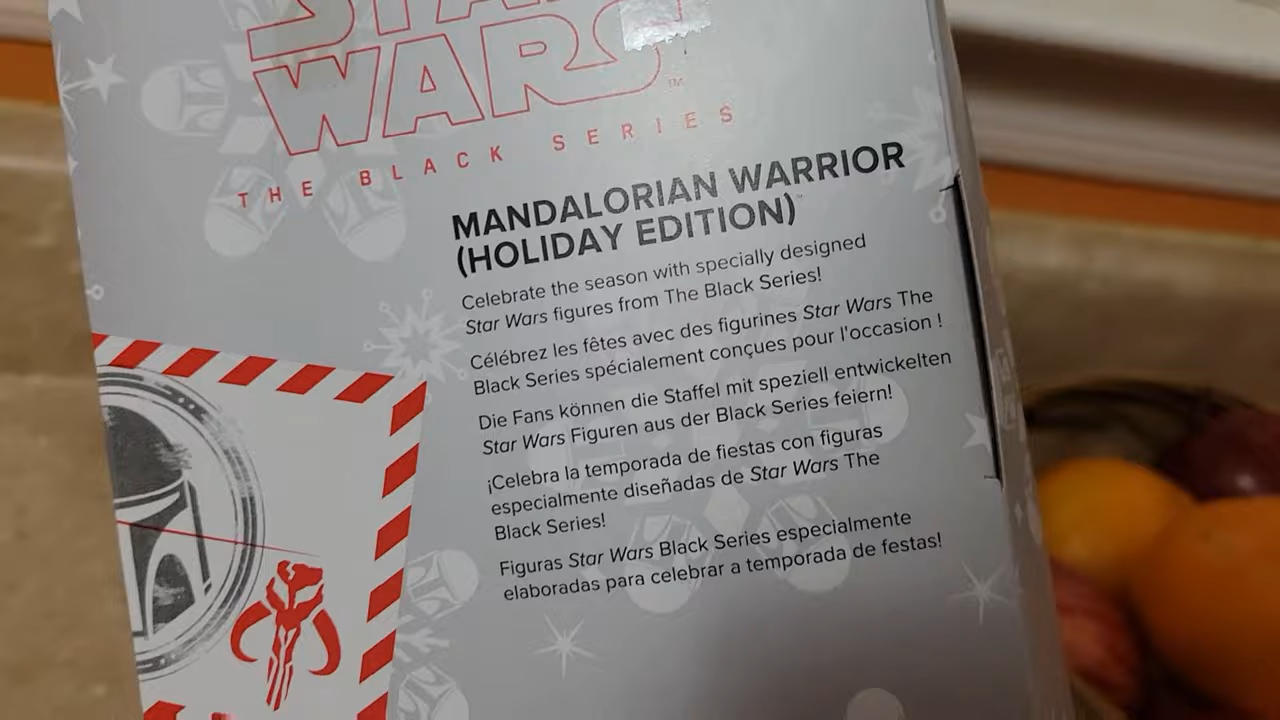 STAR
WARS™
THE BLACK SERIES
MANDALORIAN WARRIOR
(HOLIDAY EDITION)™
Celebrate the season with specially designed
Star Wars figures from The Black Series!
Célébrez les fêtes avec des figurines Star Wars The
Black Series spécialement conçues pour l'occasion !
Die Fans können die Staffel mit speziell entwickelten
Star Wars Figuren aus der Black Series feiern!
¡Celebra la temporada de fiestas con figuras
especialmente diseñadas de Star Wars The
Black Series!
Figuras Star Wars Black Series especialmente
elaboradas para celebrar a temporada de festas!